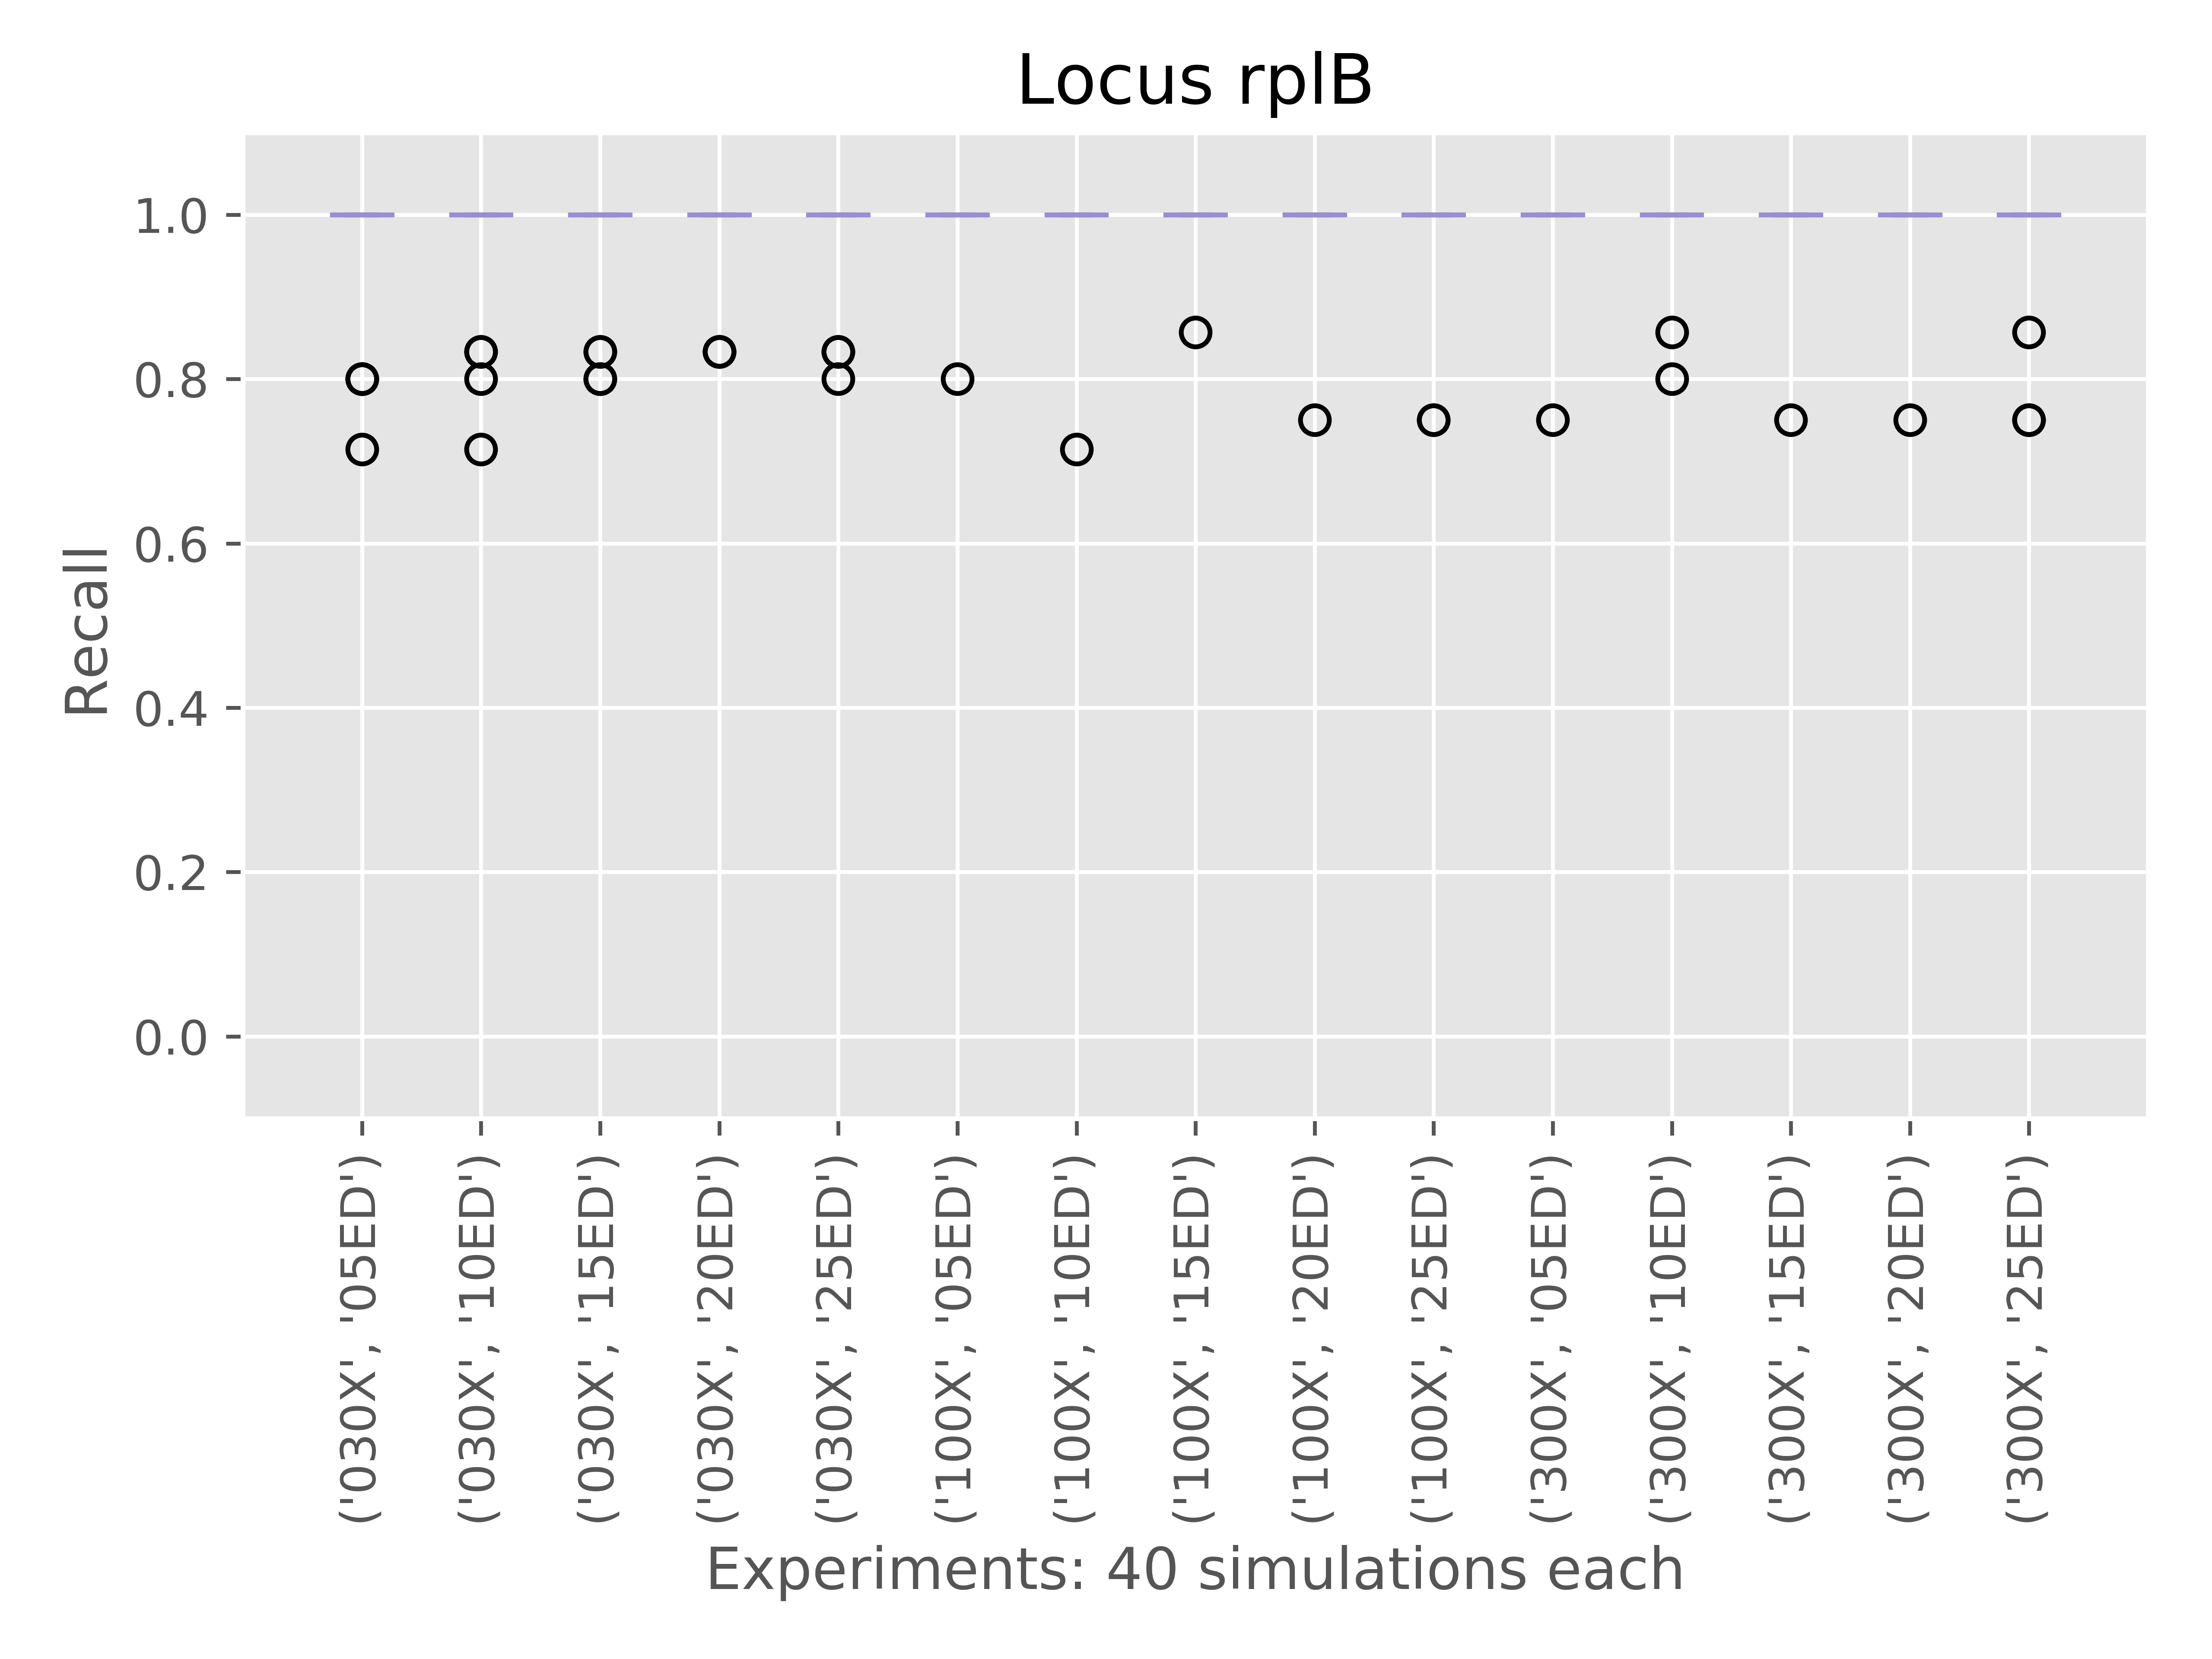 Locus rplB
Recall
1.0
0.8
0.6
0.4
0.2
0.0
('030X', '05ED')
('030X', '10ED')
('030X', '15ED')
('030X', '20ED')
('030X', '25ED')
('100X', '05ED')
('100X', '10ED')
('100X', '15ED')
('100X', '20ED')
('100X', '25ED')
('300X', '05ED')
('300X', '10ED')
('300X', '15ED')
('300X', '20ED')
('300X', '25ED')
Experiments: 40 simulations each